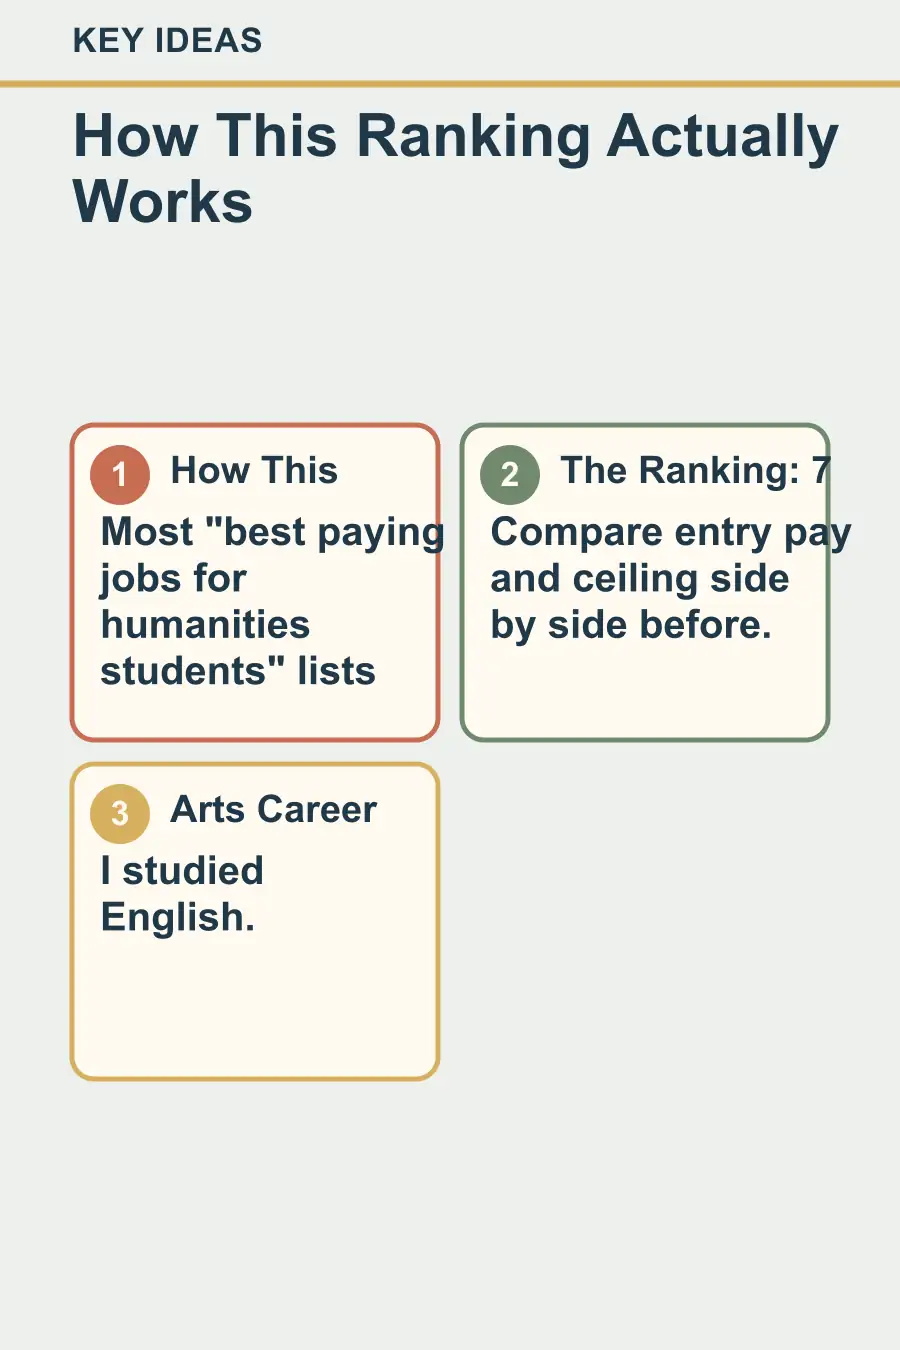 KEY IDEAS
How This Ranking Actually
Works
1 How This
Most "best paying
jobs for
humanities
students" lists
2 The Ranking: 7
Compare entry pay
and ceiling side
by side before.
3 Arts Career
I studied
English.